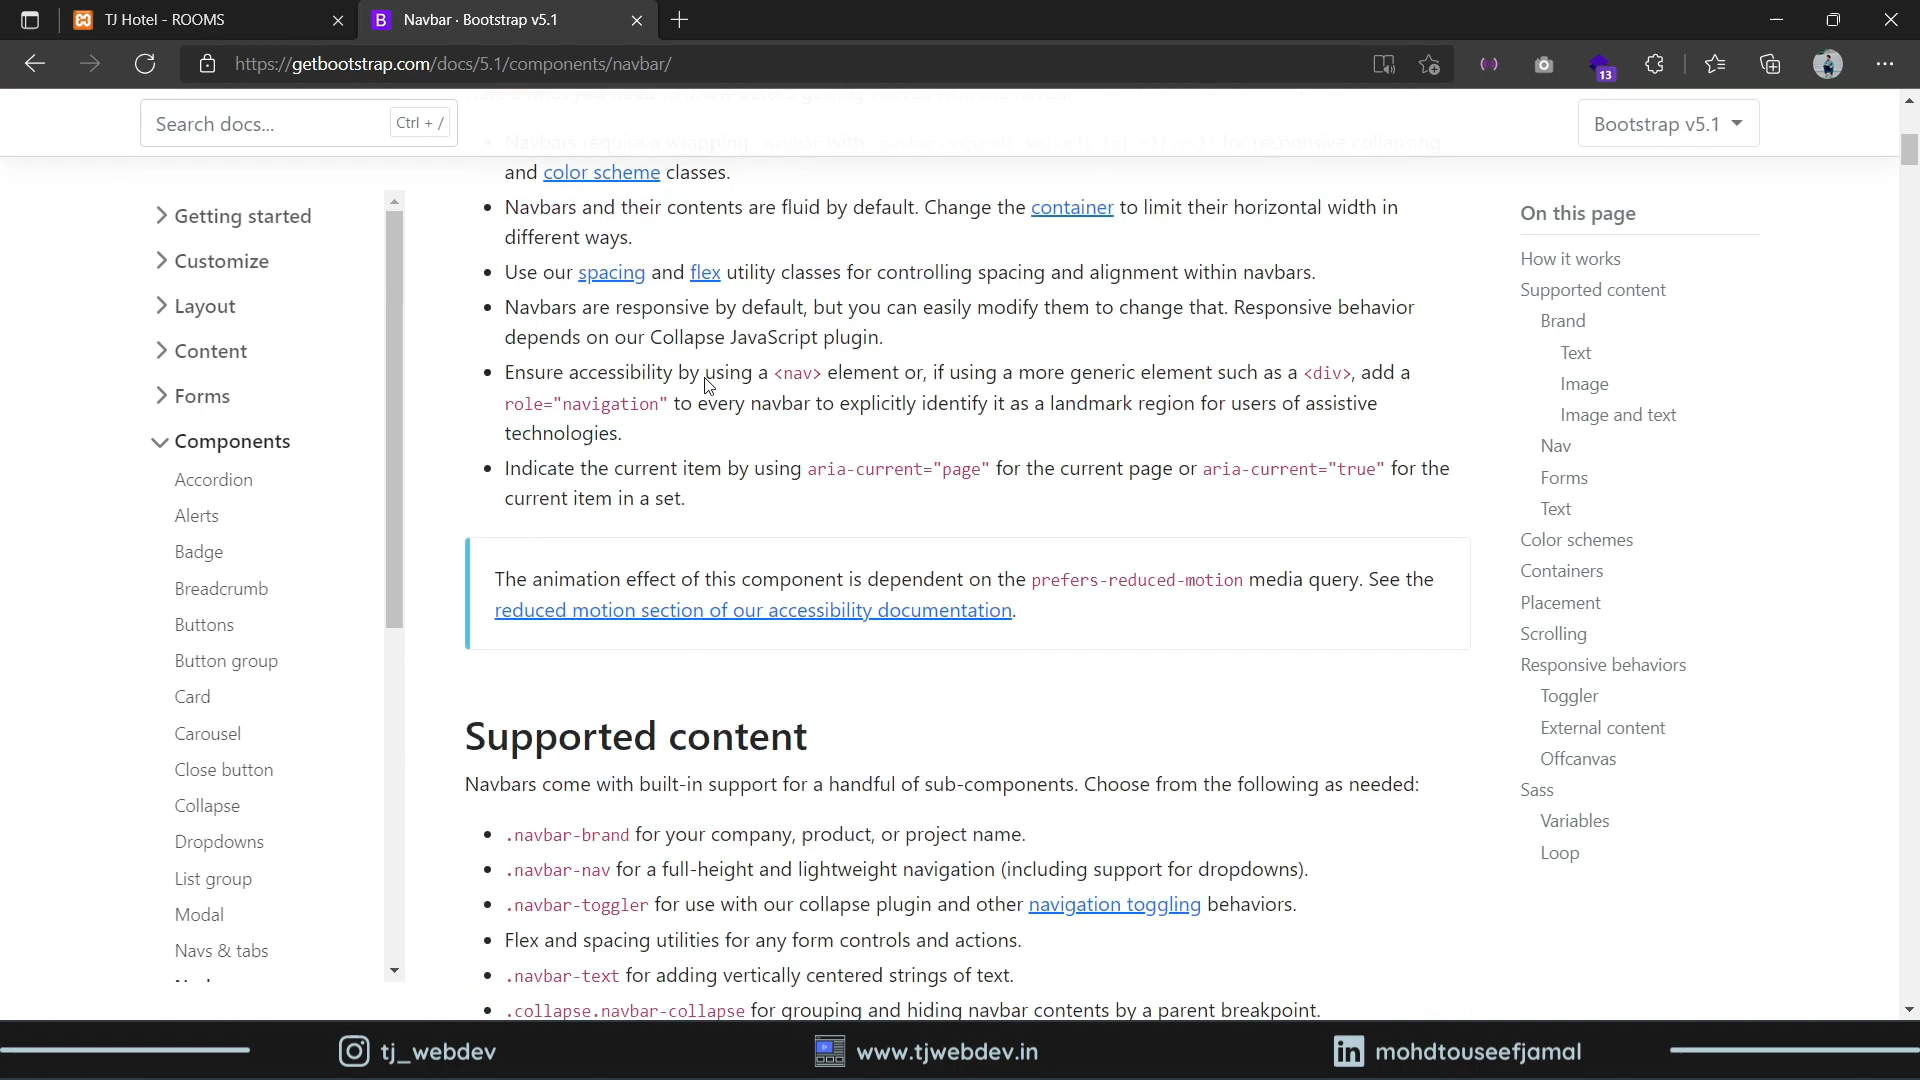 TJ Hotel - ROOMS
Navbar · Bootstrap v5.1
https://getbootstrap.com/docs/5.1/components/navbar/
13
Search docs...
Ctrl + /
Bootstrap v5.1
Getting started
Customize
Layout
Content
Forms
Components
Accordion
Alerts
Badge
Breadcrumb
Buttons
Button group
Card
Carousel
Close button
Collapse
Dropdowns
List group
Modal
Navs & tabs
Navbars require a wrapping .navbar with
for responsive collapsing
and color scheme classes.
Navbars and their contents are fluid by default. Change the container to limit their horizontal width in
different ways.
Use our spacing and flex utility classes for controlling spacing and alignment within navbars.
Navbars are responsive by default, but you can easily modify them to change that. Responsive behavior
depends on our Collapse JavaScript plugin.
Ensure accessibility by using a <nav> element or, if using a more generic element such as a <div>, add a
role="navigation" to every navbar to explicitly identify it as a landmark region for users of assistive
technologies.
Indicate the current item by using aria-current="page" for the current page or aria-current="true" for the
current item in a set.
The animation effect of this component is dependent on the prefers-reduced-motion media query. See the
reduced motion section of our accessibility documentation.
Supported content
Navbars come with built-in support for a handful of sub-components. Choose from the following as needed:
.navbar-brand for your company, product, or project name.
.navbar-nav for a full-height and lightweight navigation (including support for dropdowns).
.navbar-toggler for use with our collapse plugin and other navigation toggling behaviors.
Flex and spacing utilities for any form controls and actions.
.navbar-text for adding vertically centered strings of text.
.collapse.navbar-collapse for grouping and hiding navbar contents by a parent breakpoint.
On this page
How it works
Supported content
Brand
Text
Image
Image and text
Nav
Forms
Text
Color schemes
Containers
Placement
Scrolling
Responsive behaviors
Toggler
External content
Offcanvas
Sass
Variables
Loop
tj_webdev
www.tjwebdev.in
mohdtouseefjamal